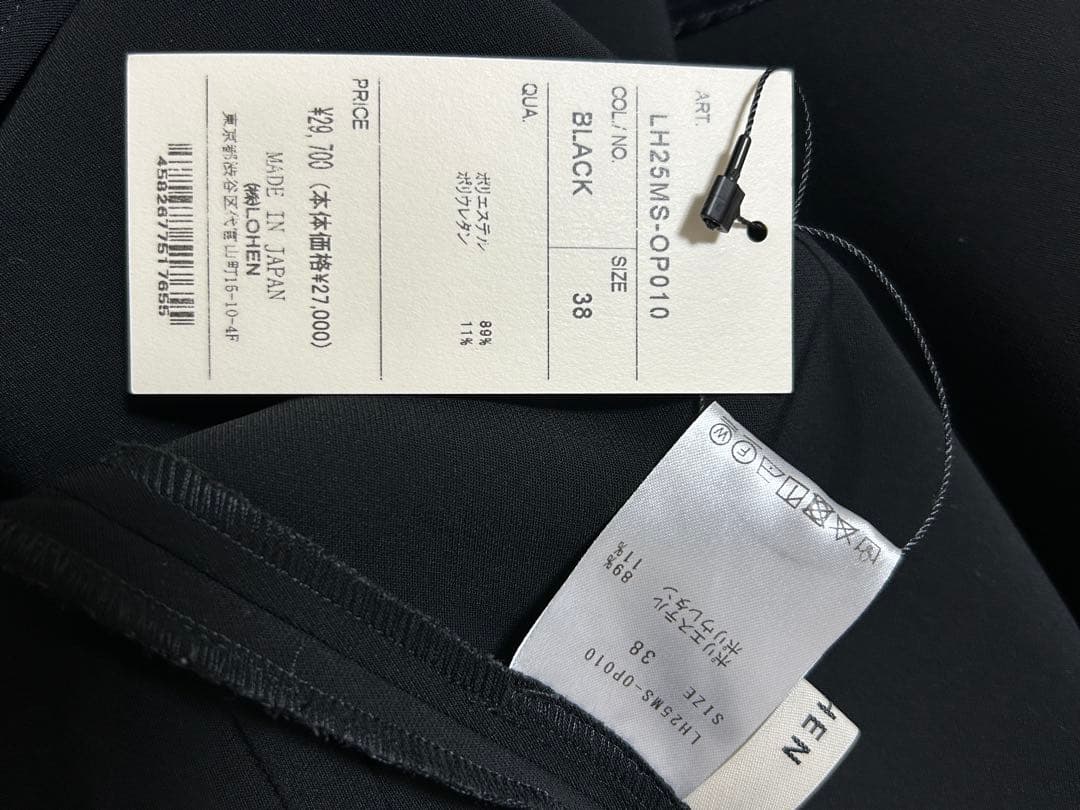 ART.
LH25MS-OP010
COL./NO.
SIZE
BLACK
38
QUA.
ポリエステル 89%
ポリウレタン 11%
PRICE
¥29,700 (本体価格¥27,000)
MADE IN JAPAN
㈱LOHEN
東京都渋谷区代官山町15-10-4F
4582677517655
W
F
ポリエステル 89%
ポリウレタン 11%
38
SIZE
LH25MS-OP010
HEN